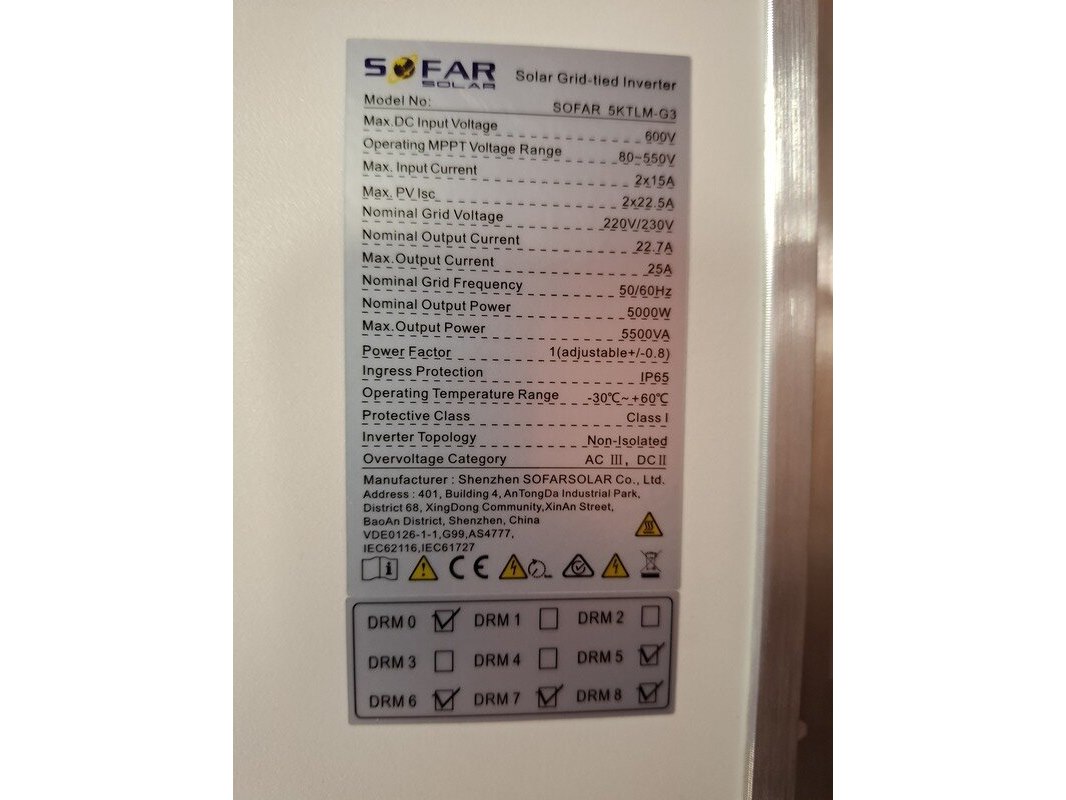 SOFAR
SOLAR
Solar Grid-tied Inverter
Model No: SOFAR 5KTLM-G3
Max.DC Input Voltage 600V
Operating MPPT Voltage Range 80~550V
Max. Input Current 2x15A
Max. PV Isc 2x22.5A
Nominal Grid Voltage 220V/230V
Nominal Output Current 22.7A
Max.Output Current 25A
Nominal Grid Frequency 50/60Hz
Nominal Output Power 5000W
Max.Output Power 5500VA
Power Factor 1(adjustable+/-0.8)
Ingress Protection IP65
Operating Temperature Range -30℃~+60℃
Protective Class Class I
Inverter Topology Non-Isolated
Overvoltage Category AC Ⅲ, DCⅡ
Manufacturer : Shenzhen SOFARSOLAR Co., Ltd.
Address : 401, Building 4, AnTongDa Industrial Park,
District 68, XingDong Community,XinAn Street,
BaoAn District, Shenzhen, China
VDE0126-1-1,G99,AS4777,
IEC62116,IEC61727
CE
DRM 0 DRM 1 DRM 2
DRM 3 DRM 4 DRM 5
DRM 6 DRM 7 DRM 8